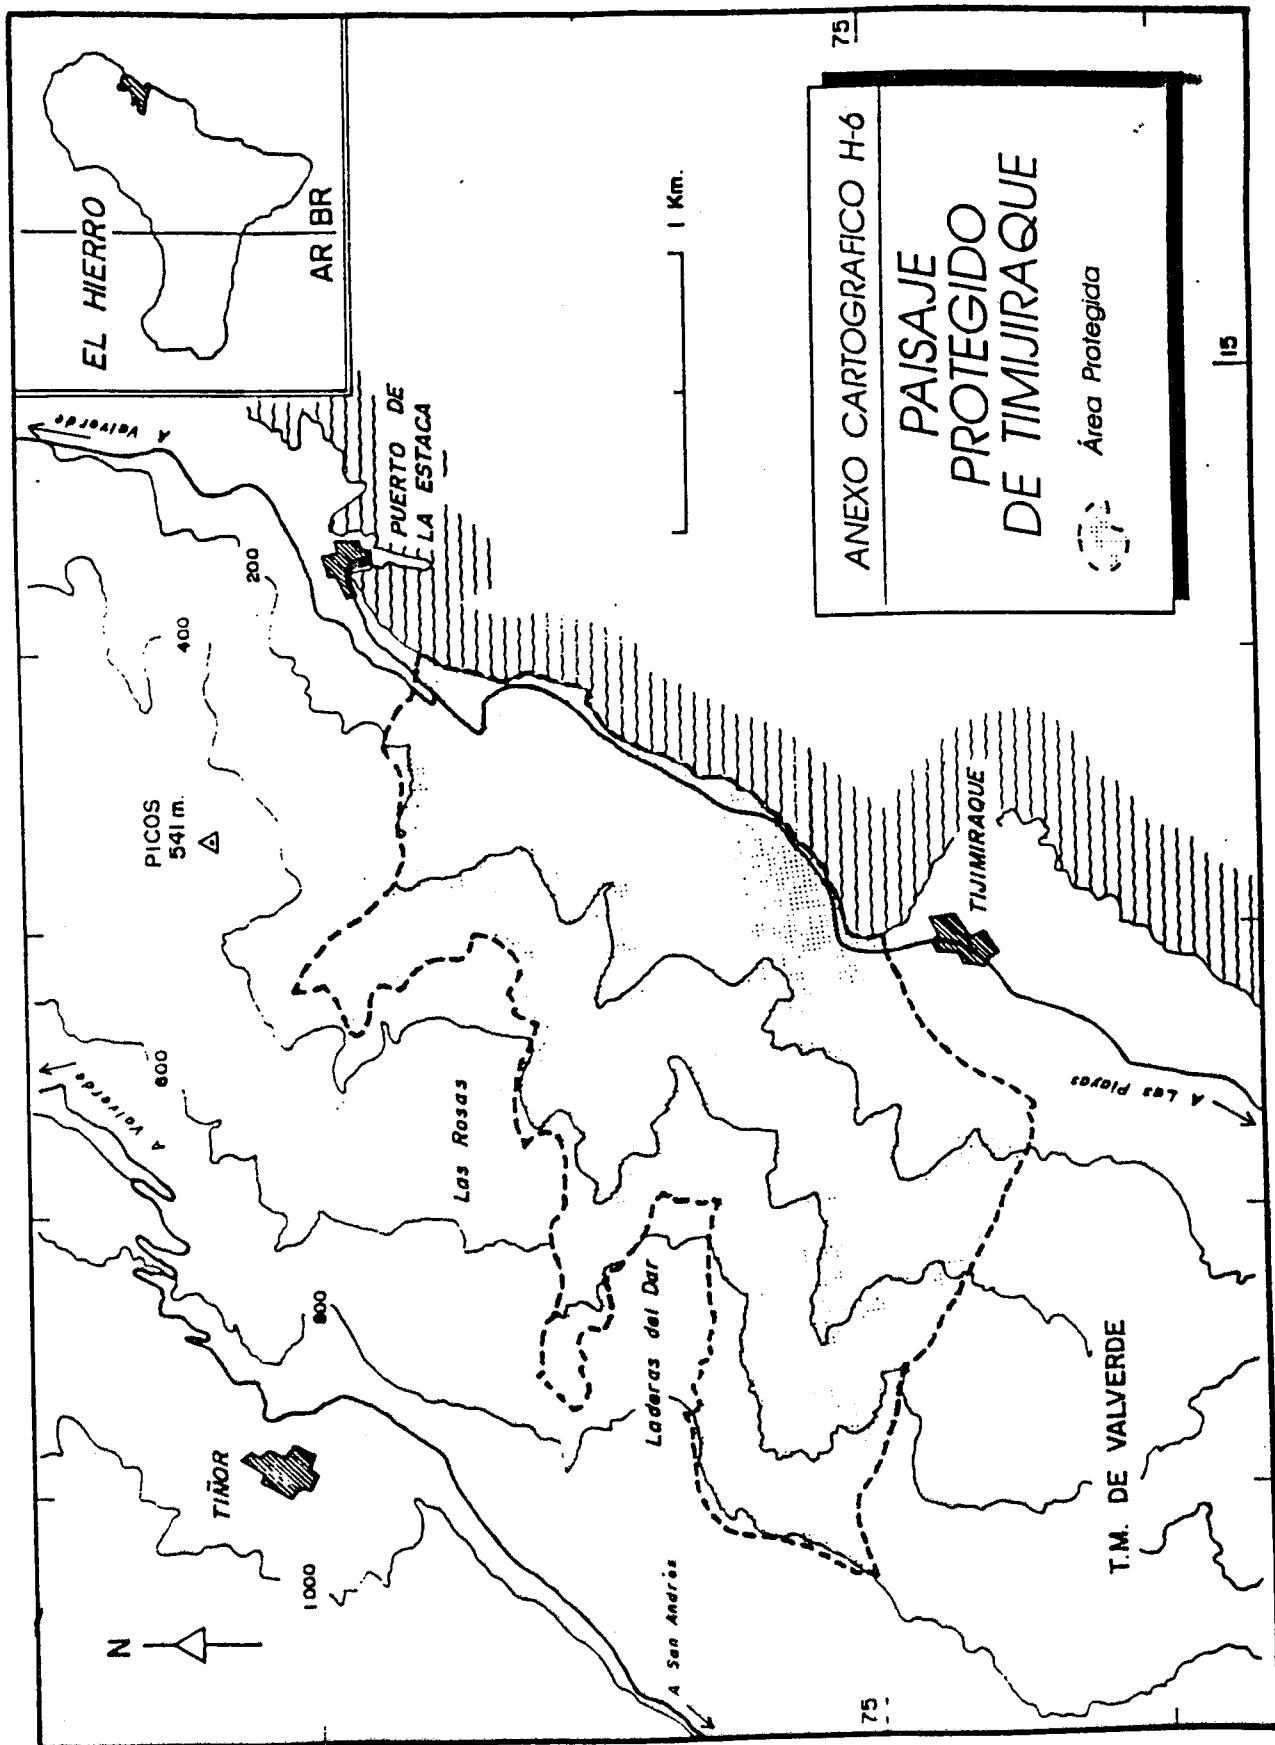 EL HIERRO
AR
BR
A Valverde
PUERTO DE
LA ESTACA
200
400
PICOS
541 m.
600
A Valverde
800
1000
TIÑOR
N
Las Rosas
Laderas del Dar
A San Andrés
TIJIMIRAQUE
A Las Playas
T.M. DE VALVERDE
75
75
15
1 Km.
ANEXO CARTOGRAFICO H-6
PAISAJE
PROTEGIDO
DE TIMIJIRAQUE
Área Protegida